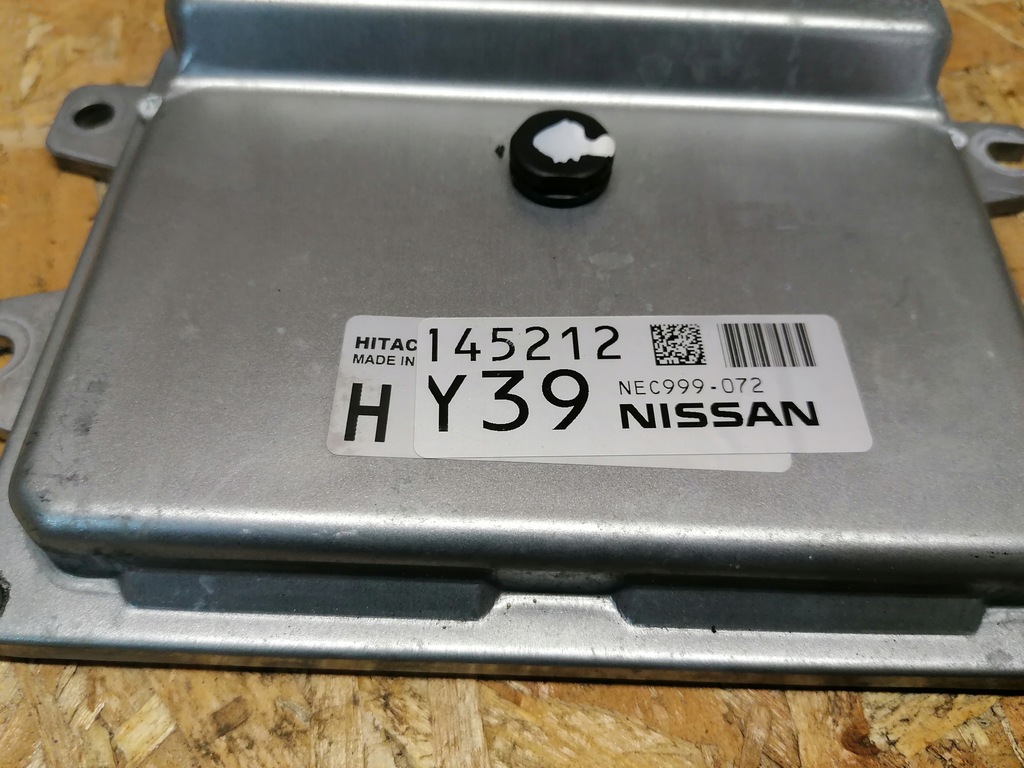 HITAC
MADE IN
H
145212
Y39
NEC999-072
NISSAN